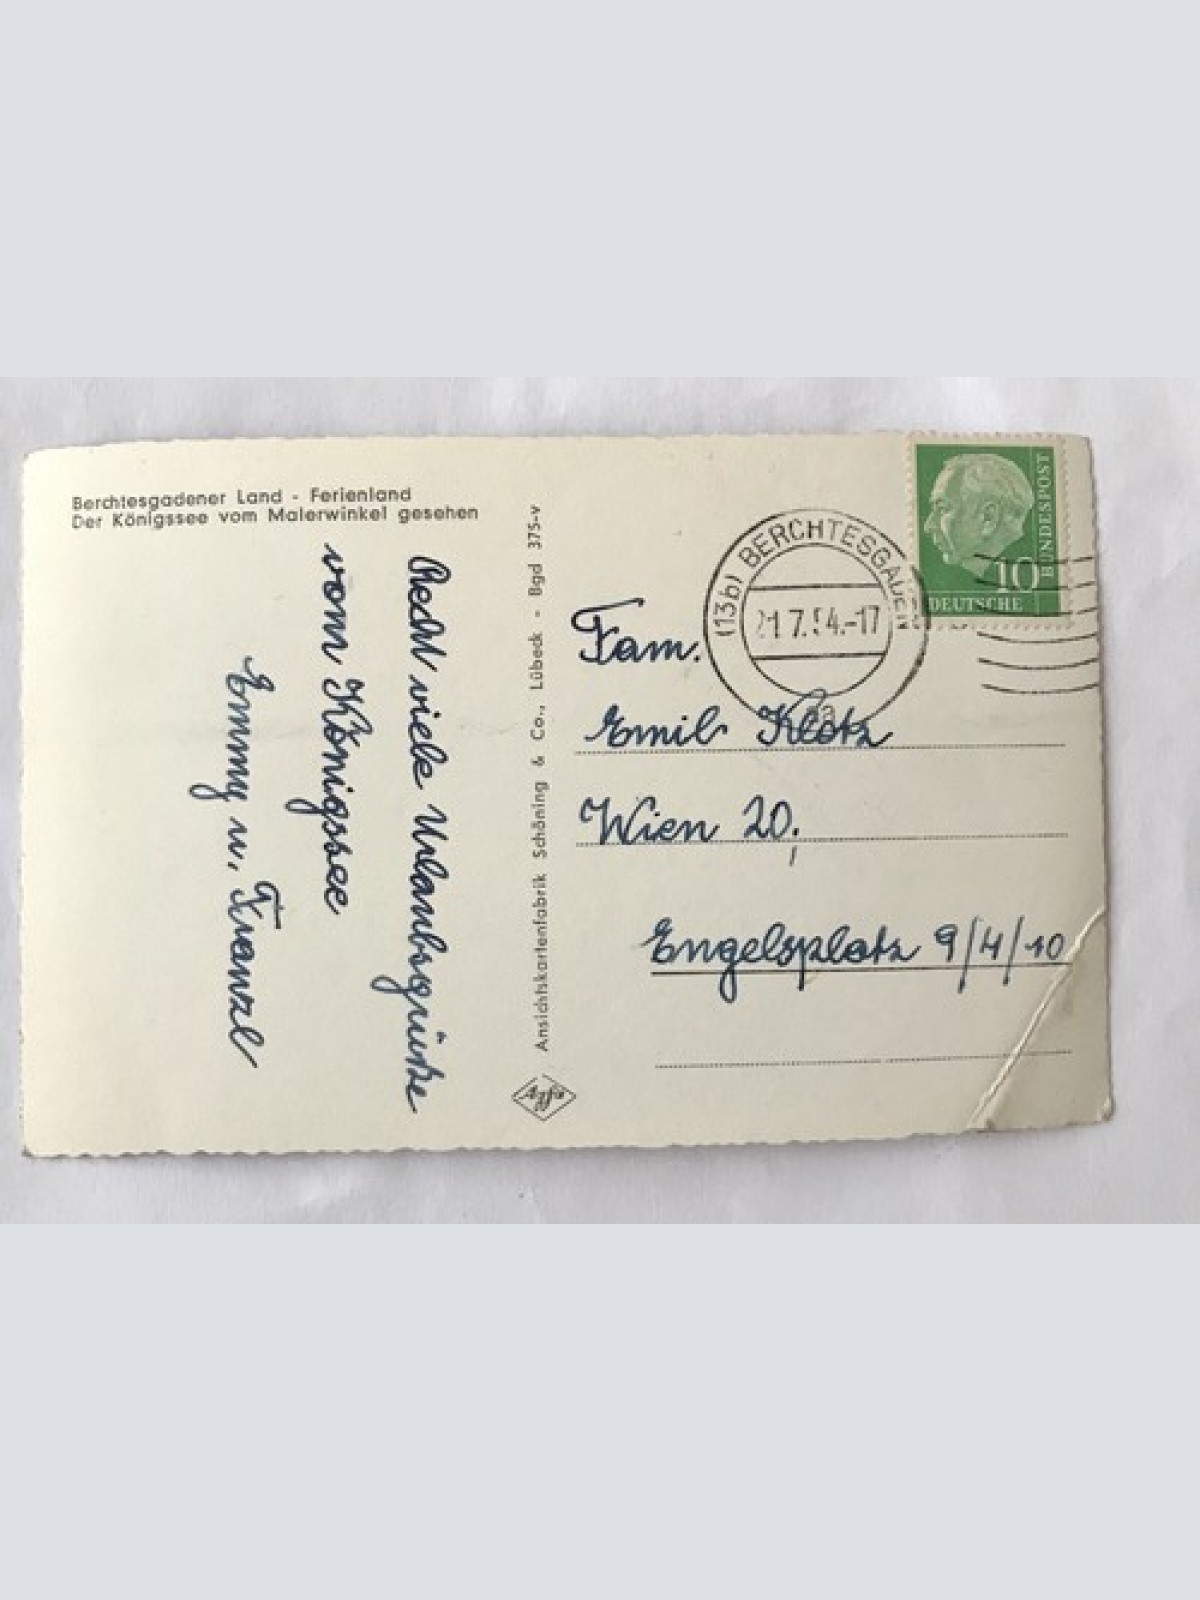 Berchtesgadener Land - Ferienland
Der Königssee vom Malerwinkel gesehen
Recht viele Urlaubsgrüße
vom Königssee
Emmy u. Franzl
Ansichtskartenfabrik Schöning & Co., Lübeck - Bgd 375-v
Agfa
(13b) BERCHTESGADEN
21.7.54.-17
aa
DEUTSCHE
BUNDESPOST
10
Fam.
Emil Klotz
Wien 20,
Engelsplatz 9/4/10